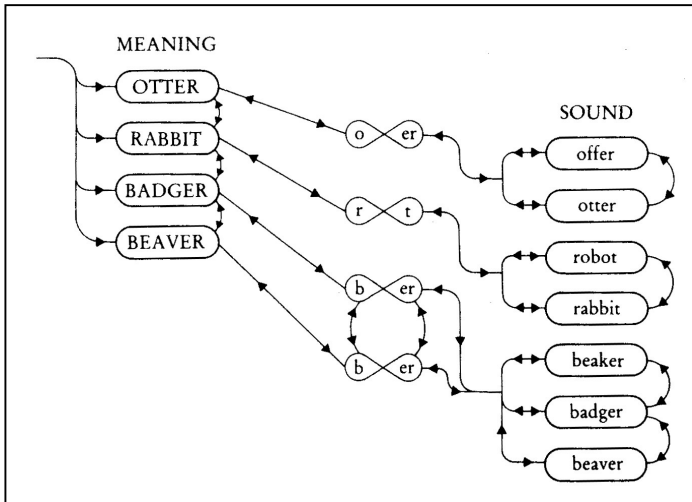 MEANING
OTTER
RABBIT
BADGER
BEAVER
o er
r t
b er
b er
SOUND
offer
otter
robot
rabbit
beaker
badger
beaver